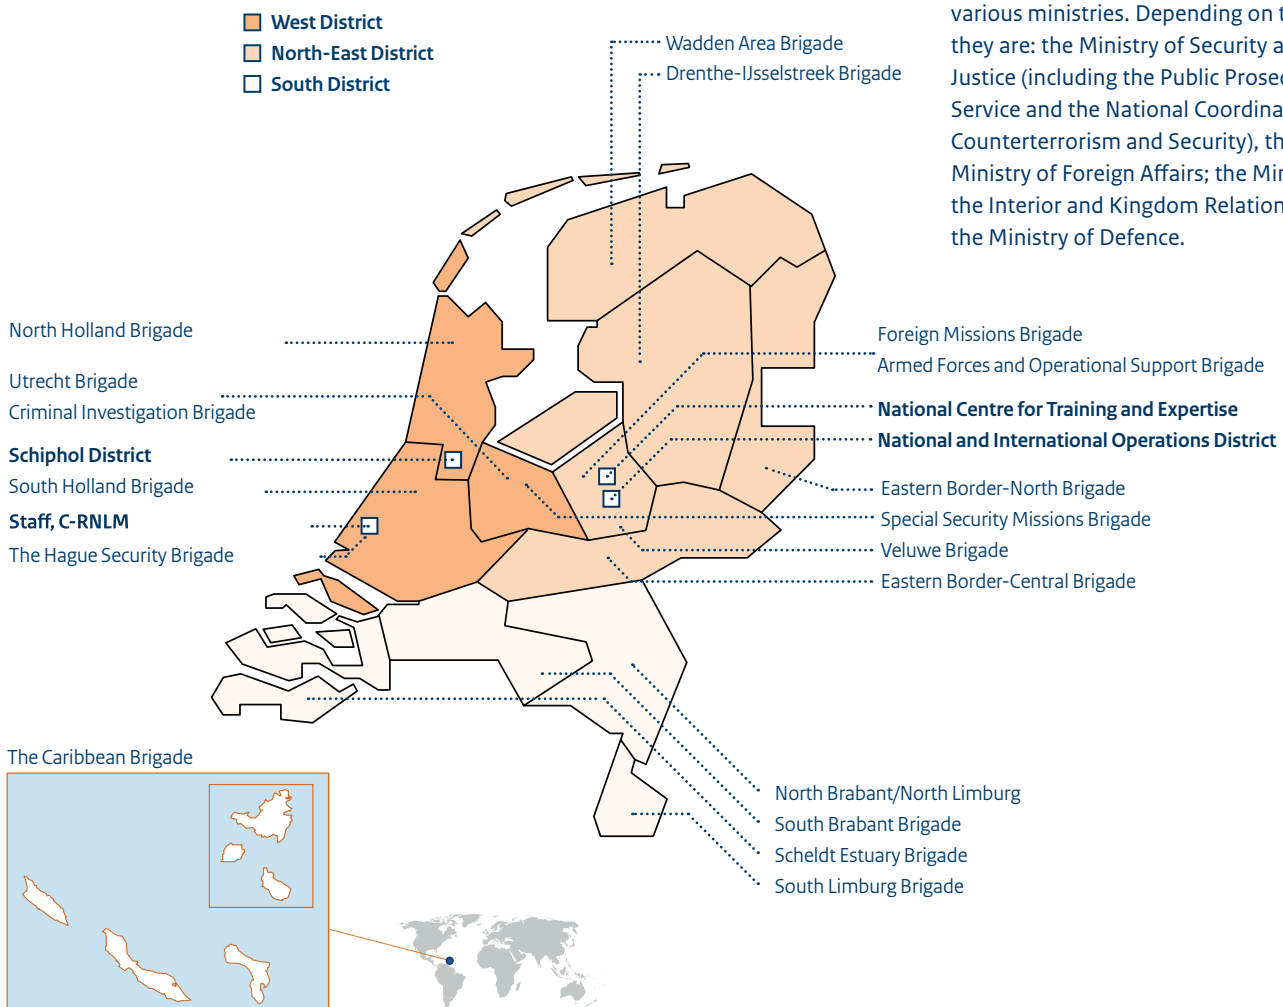 West District
North-East District
South District
various ministries. Depending on
they are: the Ministry of Security
Justice (including the Public
Service and the National
Counterterrorism and Security),
Ministry of Foreign Affairs; the
the Interior and Kingdom
the Ministry of Defence.
Wadden Area Brigade
Drenthe-IJsselstreek Brigade
North Holland Brigade
Utrecht Brigade
Criminal Investigation Brigade
Schiphol District
South Holland Brigade
Staff, C-RNLM
The Hague Security Brigade
Foreign Missions Brigade
Armed Forces and Operational Support Brigade
National Centre for Training and Expertise
National and International Operations District
Eastern Border-North Brigade
Special Security Missions Brigade
Veluwe Brigade
Eastern Border-Central Brigade
The Caribbean Brigade
North Brabant/North Limburg
South Brabant Brigade
Scheldt Estuary Brigade
South Limburg Brigade